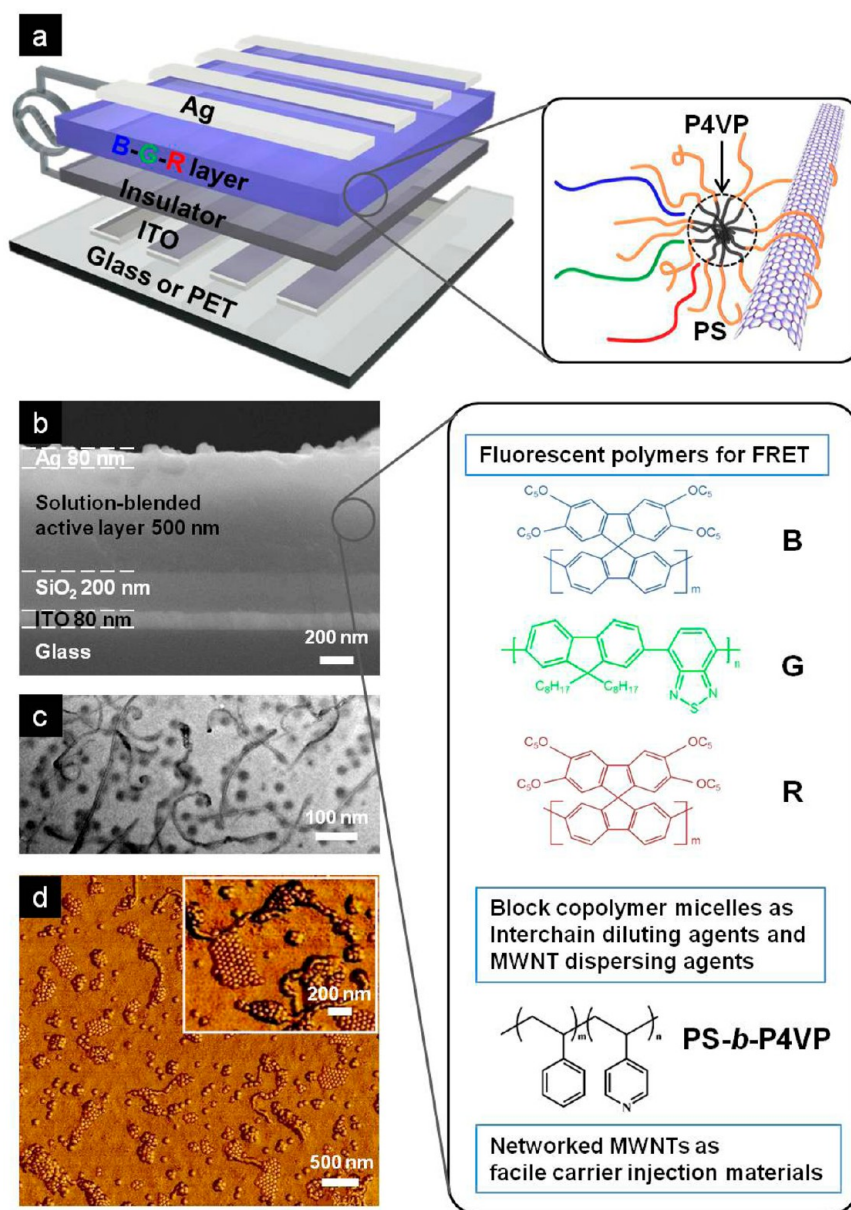 a
Ag
B-G-R layer
Insulator
ITO
Glass or PET
P4VP
PS
b
Ag 80 nm
Solution-blended
active layer 500 nm
SiO₂ 200 nm
ITO 80 nm
Glass
200 nm
c
100 nm
d
200 nm
500 nm
Fluorescent polymers for FRET
C₅O OC₅
C₅O OC₅
m
B
n
C₈H₁₇ C₈H₁₇
N S N
G
C₅O OC₅
C₅O OC₅
m
R
Block copolymer micelles as
Interchain diluting agents and
MWNT dispersing agents
m n
N
PS-b-P4VP
Networked MWNTs as
facile carrier injection materials